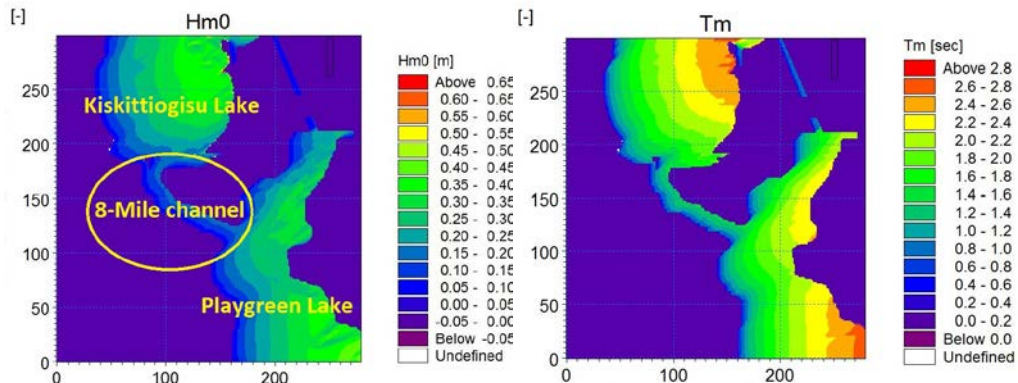 [-]
Hm0
250
200
150
100
50
0
0
100
200
Kiskittiogisu Lake
8-Mile channel
Playgreen Lake
Hm0 [m]
Above 0.65
0.60 - 0.65
0.55 - 0.60
0.50 - 0.55
0.45 - 0.50
0.40 - 0.45
0.35 - 0.40
0.30 - 0.35
0.25 - 0.30
0.20 - 0.25
0.15 - 0.20
0.10 - 0.15
0.05 - 0.10
0.00 - 0.05
-0.05 - 0.00
Below -0.05
Undefined
[-]
Tm
250
200
150
100
50
0
0
100
200
Tm [sec]
Above 2.8
2.6 - 2.8
2.4 - 2.6
2.2 - 2.4
2.0 - 2.2
1.8 - 2.0
1.6 - 1.8
1.4 - 1.6
1.2 - 1.4
1.0 - 1.2
0.8 - 1.0
0.6 - 0.8
0.4 - 0.6
0.2 - 0.4
0.0 - 0.2
Below 0.0
Undefined